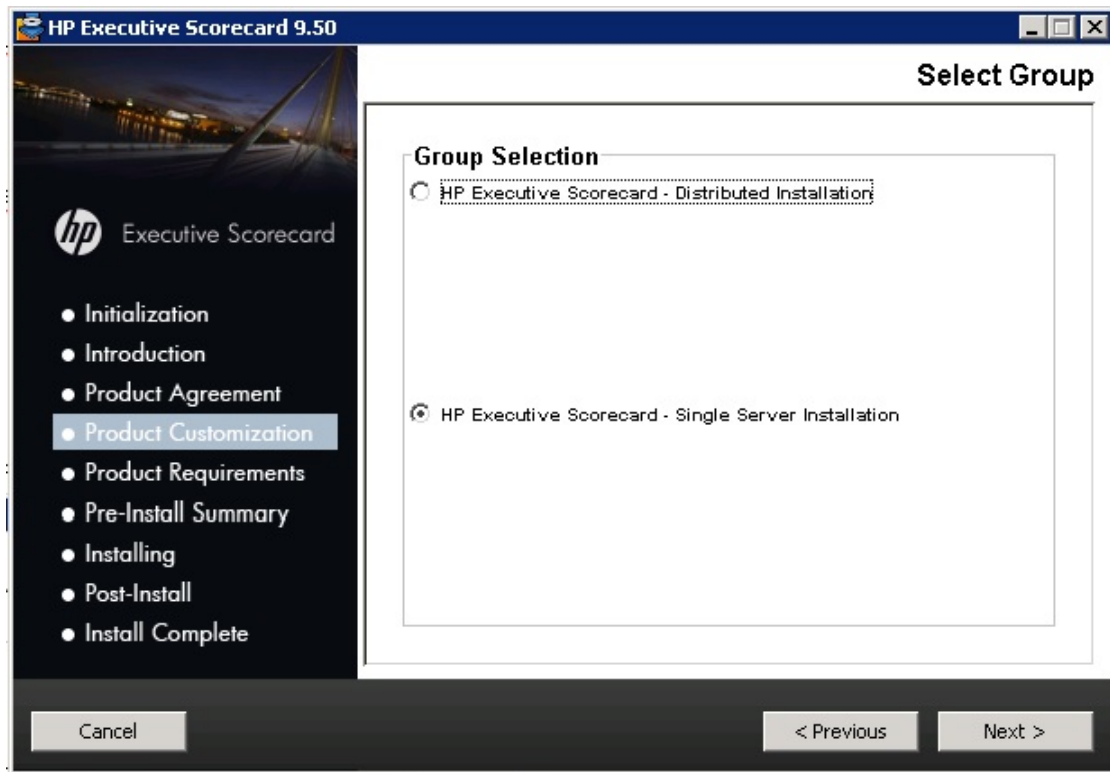 HP Executive Scorecard 9.50
Select Group
hp Executive Scorecard
Initialization
Introduction
Product Agreement
Product Customization
Product Requirements
Pre-Install Summary
Installing
Post-Install
Install Complete
Group Selection
HP Executive Scorecard - Distributed Installation
HP Executive Scorecard - Single Server Installation
Cancel
< Previous
Next >